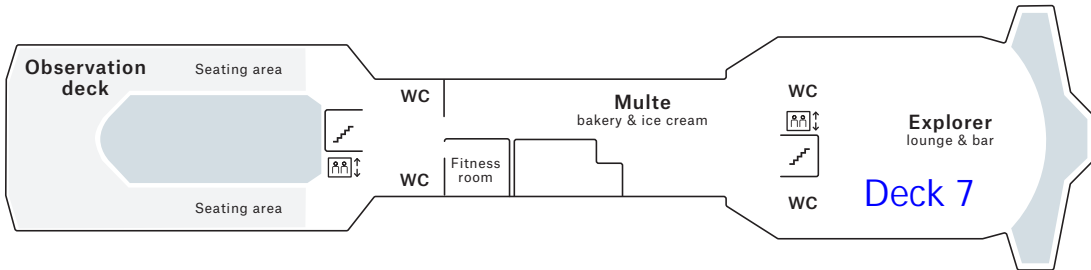 Observation
deck
Seating area
Seating area
WC
WC
Fitness
room
Multe
bakery & ice cream
WC
WC
Explorer
lounge & bar
Deck 7